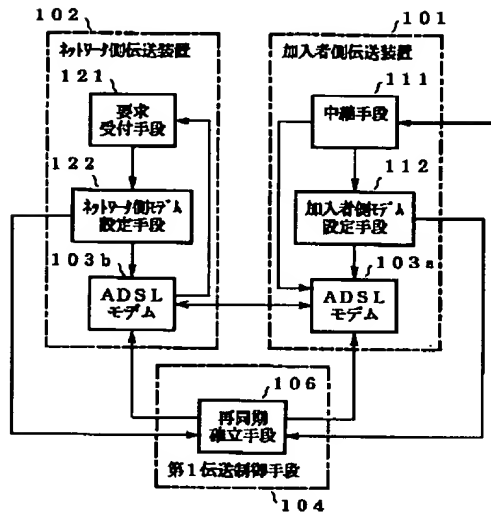 102
ネットワーク側伝送装置
121
要求
受付手段
122
ネットワーク側モデム
設定手段
103b
ADSL
モデム
101
加入者側伝送装置
111
中継手段
112
加入者側モデム
設定手段
103a
ADSL
モデム
106
再同期
確立手段
第1伝送制御手段
104